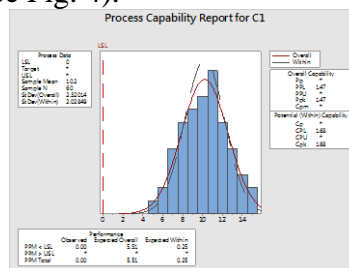 e Fig. 4).
Process Capability Report for C1
LSL
Process Data
LSL 0
Target *
USL *
Sample Mean 10.2
Sample N 60
StDev(Overall) 2.32014
StDev(Within) 2.02849
Overall
Within
Overall Capability
Pp *
PPL 1.47
PPU *
Ppk 1.47
Cpm *
Potential (Within) Capability
Cp *
CPL 1.68
CPU *
Cpk 1.68
0 2 4 6 8 10 12 14
Performance
Observed Expected Overall Expected Within
PPM < LSL 0.00 5.51 0.25
PPM > USL * * *
PPM Total 0.00 5.51 0.25